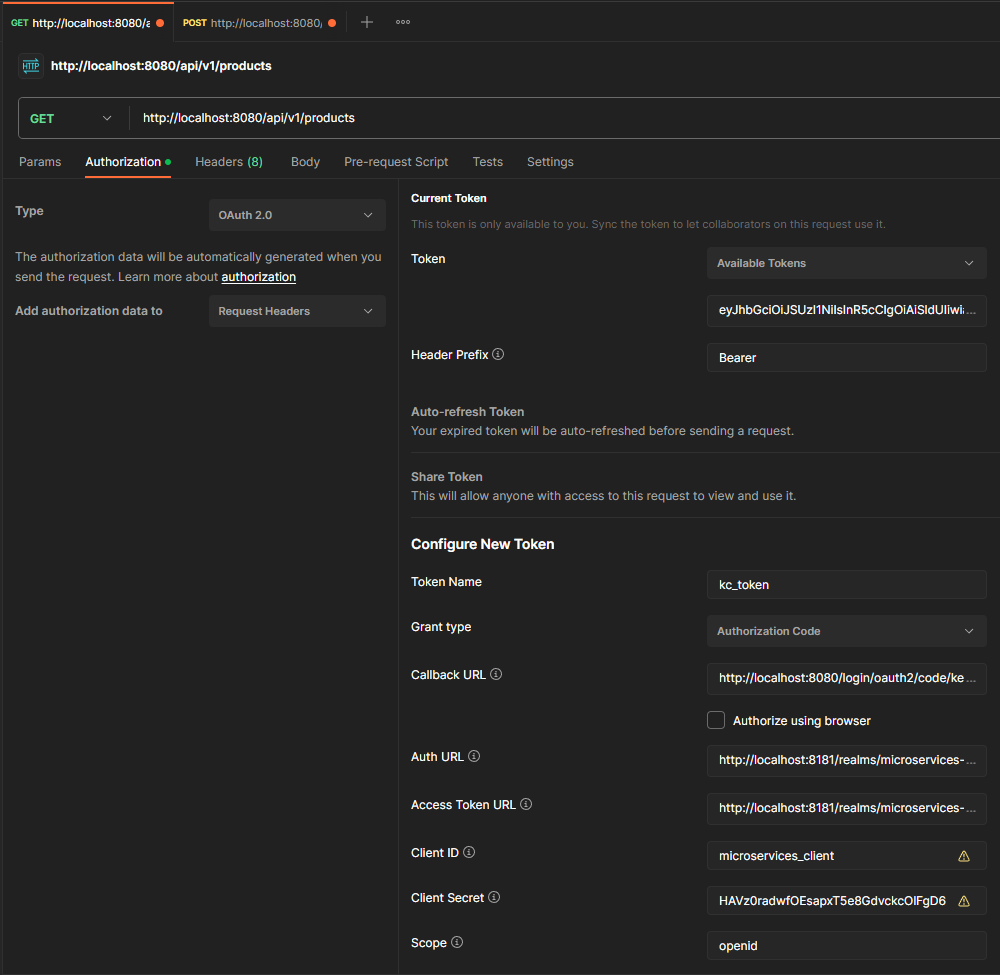 GET http://localhost:8080/a
POST http://localhost:8080/
HTTP http://localhost:8080/api/v1/products
GET http://localhost:8080/api/v1/products
Params Authorization Headers (8) Body Pre-request Script Tests Settings
Type
OAuth 2.0
The authorization data will be automatically generated when you
send the request. Learn more about authorization
Add authorization data to
Request Headers
Current Token
This token is only available to you. Sync the token to let collaborators on this request use it.
Token
Available Tokens
Header Prefix
Bearer
Auto-refresh Token
Your expired token will be auto-refreshed before sending a request.
Share Token
This will allow anyone with access to this request to view and use it.
Configure New Token
Token Name
kc_token
Grant type
Authorization Code
Callback URL
http://localhost:8080/login/oauth2/code/ke...
Authorize using browser
Auth URL
http://localhost:8181/realms/microservices-...
Access Token URL
http://localhost:8181/realms/microservices-...
Client ID
microservices_client
Client Secret
Scope
openid